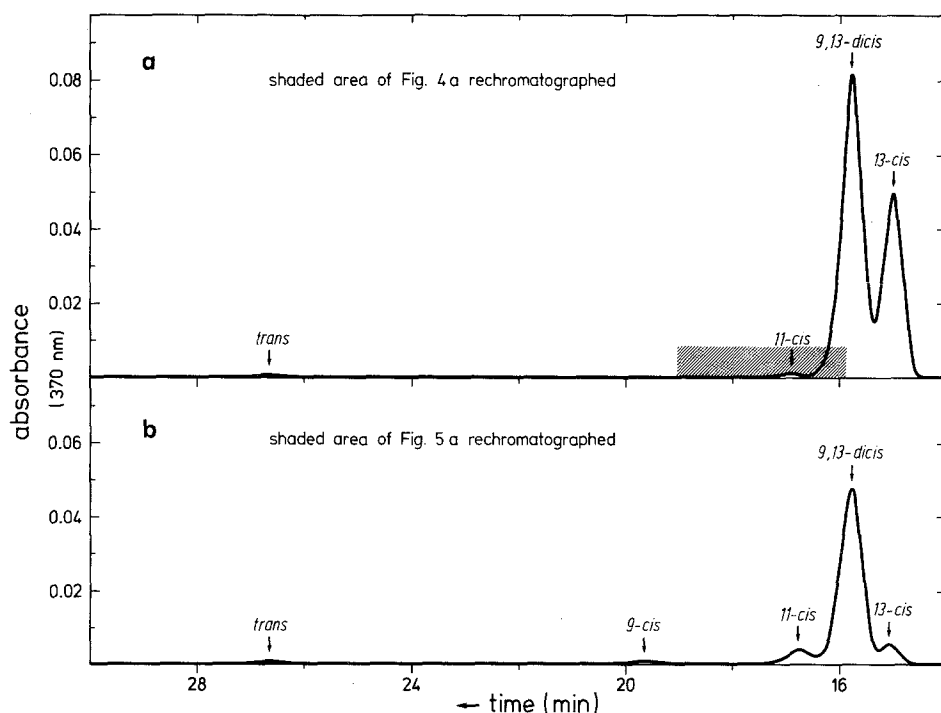 a
shaded area of Fig. 4a rechromatographed
9,13-dicis
13-cis
trans
11-cis
0.08
0.06
0.04
0.02
absorbance
(370 nm)
b
shaded area of Fig. 5a rechromatographed
9,13-dicis
trans
9-cis
11-cis
13-cis
0.06
0.04
0.02
28
24
20
16
← time (min)